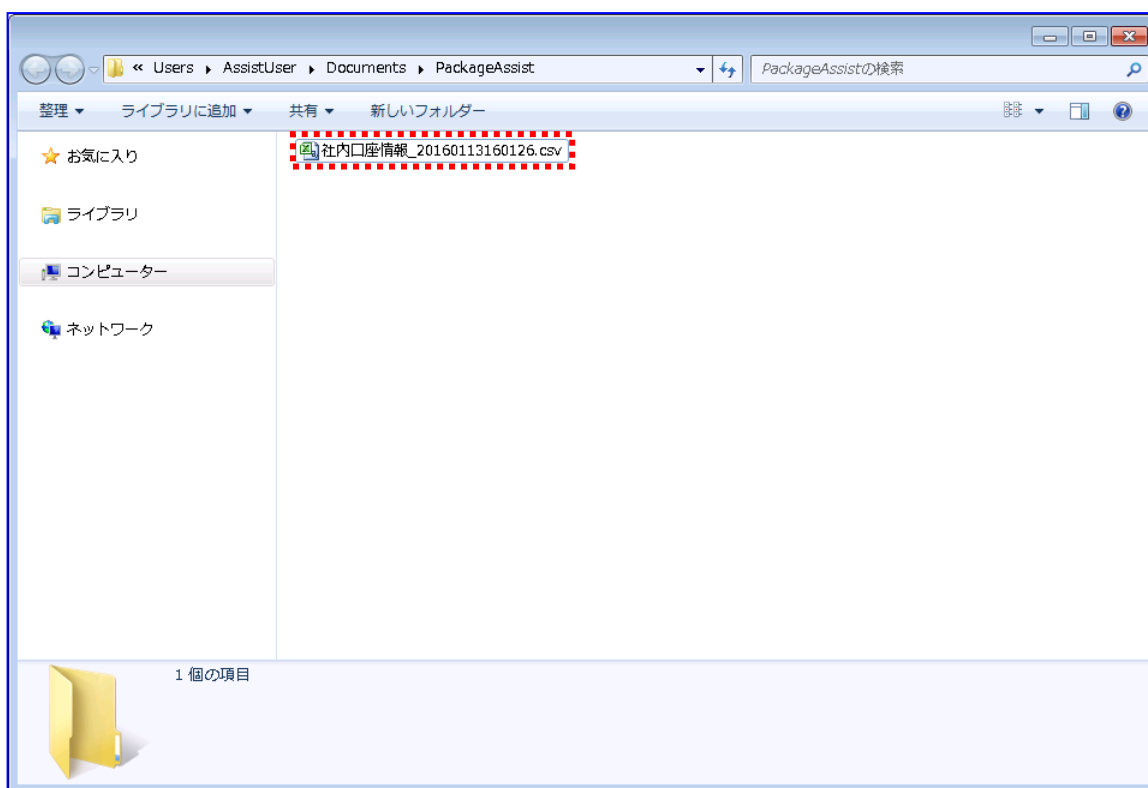 « Users ▸ AssistUser ▸ Documents ▸ PackageAssist
PackageAssistの検索
整理 ライブラリに追加 共有 新しいフォルダー
お気に入り
社内口座情報_20160113160126.csv
ライブラリ
コンピューター
ネットワーク
1 個の項目